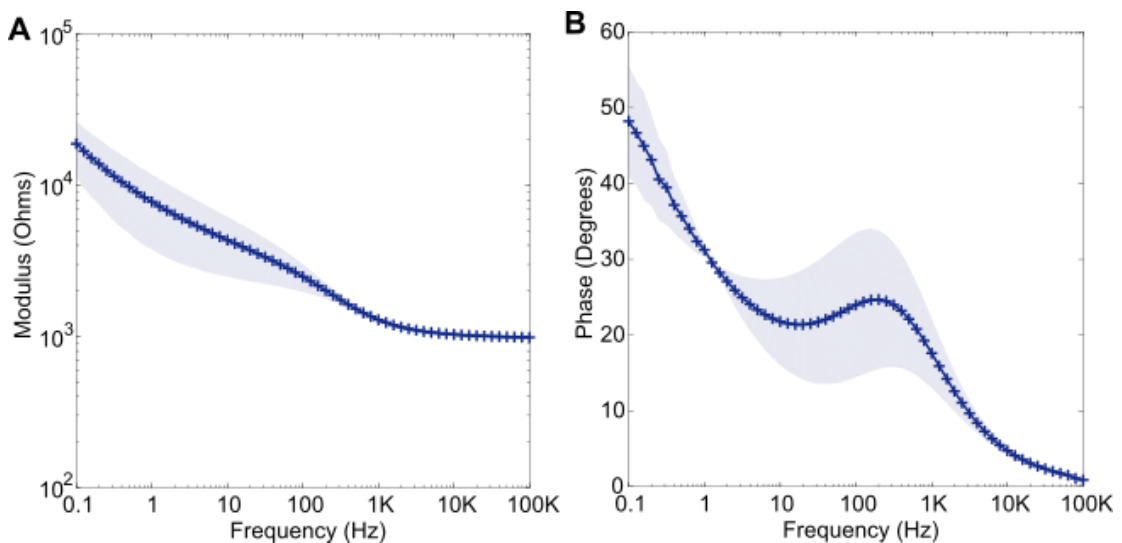 A
Modulus (Ohms)
10^5
10^4
10^3
10^2
0.1 1 10 100 1K 10K 100K
Frequency (Hz)
B
Phase (Degrees)
60
50
40
30
20
10
0
0.1 1 10 100 1K 10K 100K
Frequency (Hz)